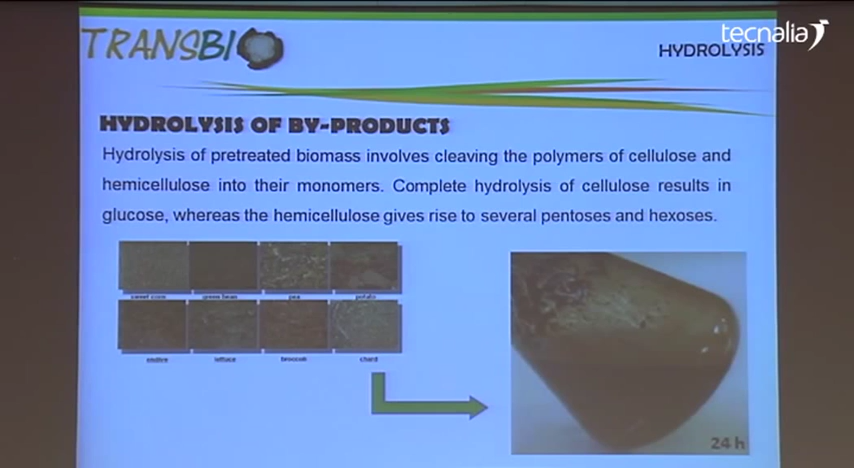 TRANSBIO
tecnalia
HYDROLYSIS
HYDROLYSIS OF BY-PRODUCTS
Hydrolysis of pretreated biomass involves cleaving the polymers of cellulose and
hemicellulose into their monomers. Complete hydrolysis of cellulose results in
glucose, whereas the hemicellulose gives rise to several pentoses and hexoses.
sweet corn green bean pea potato
endive lettuce broccoli chard
24 h